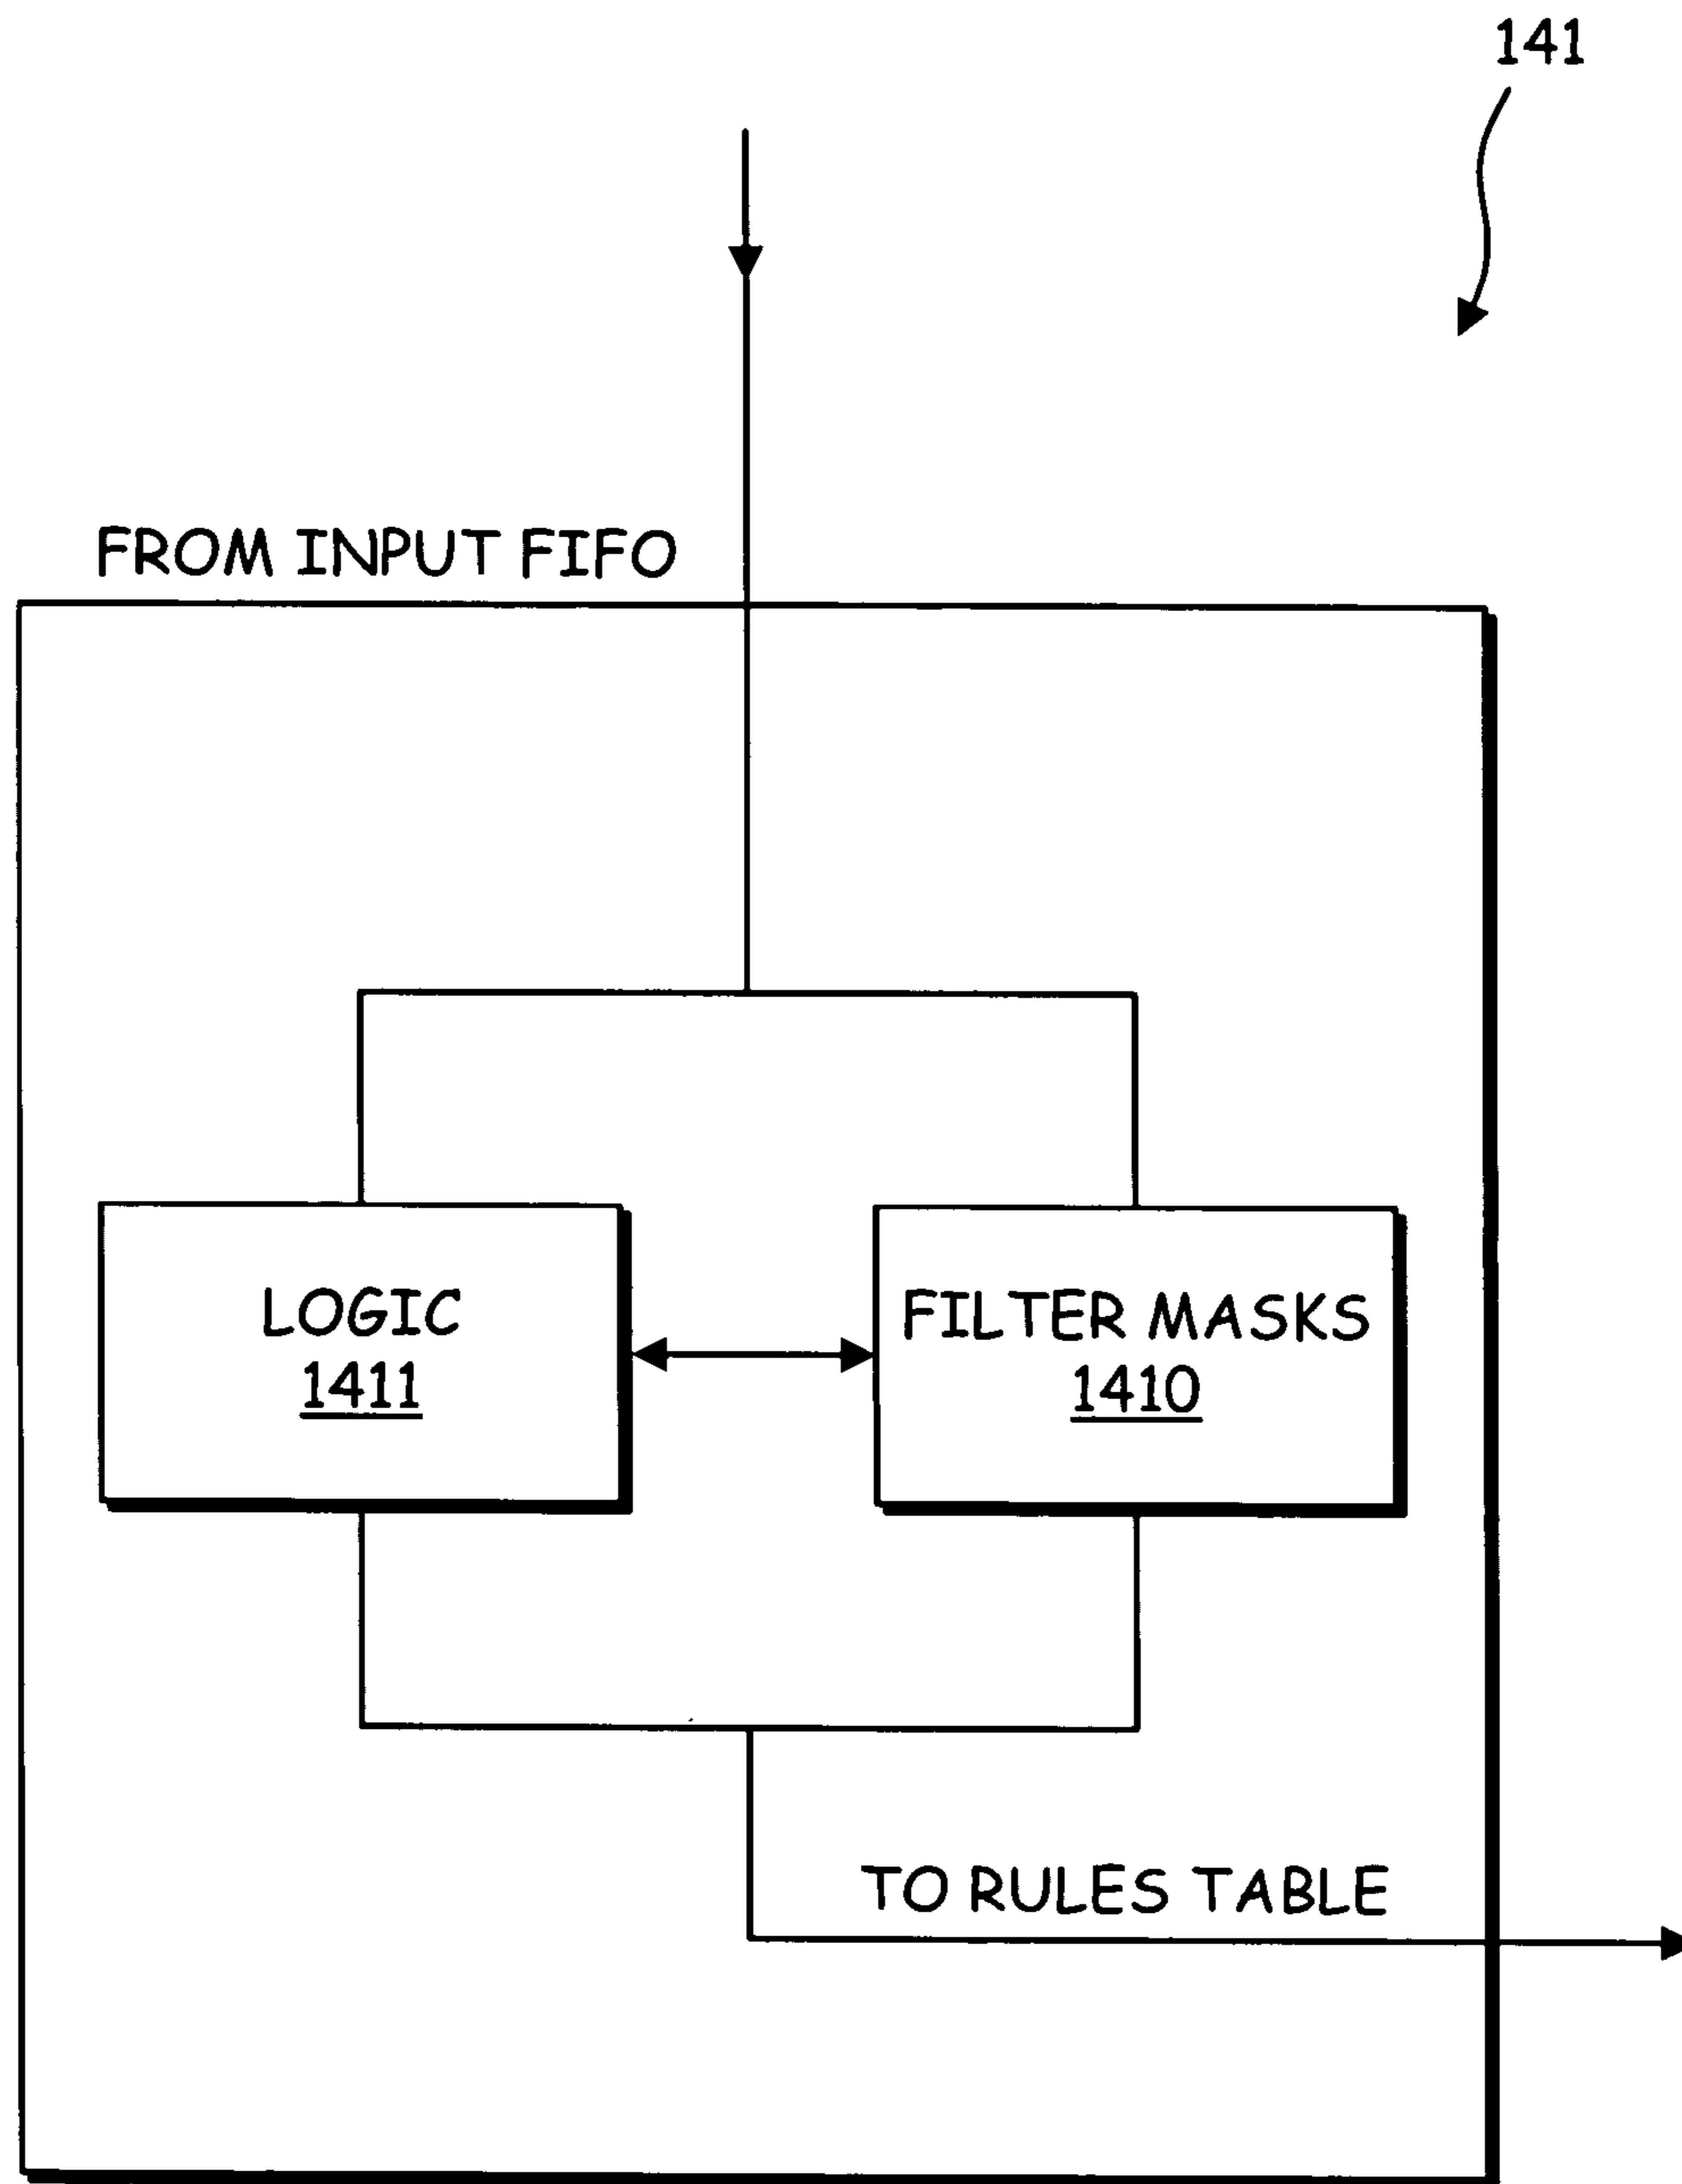 141
FROM INPUT FIFO
LOGIC
1411
FILTER MASKS
1410
TO RULES TABLE